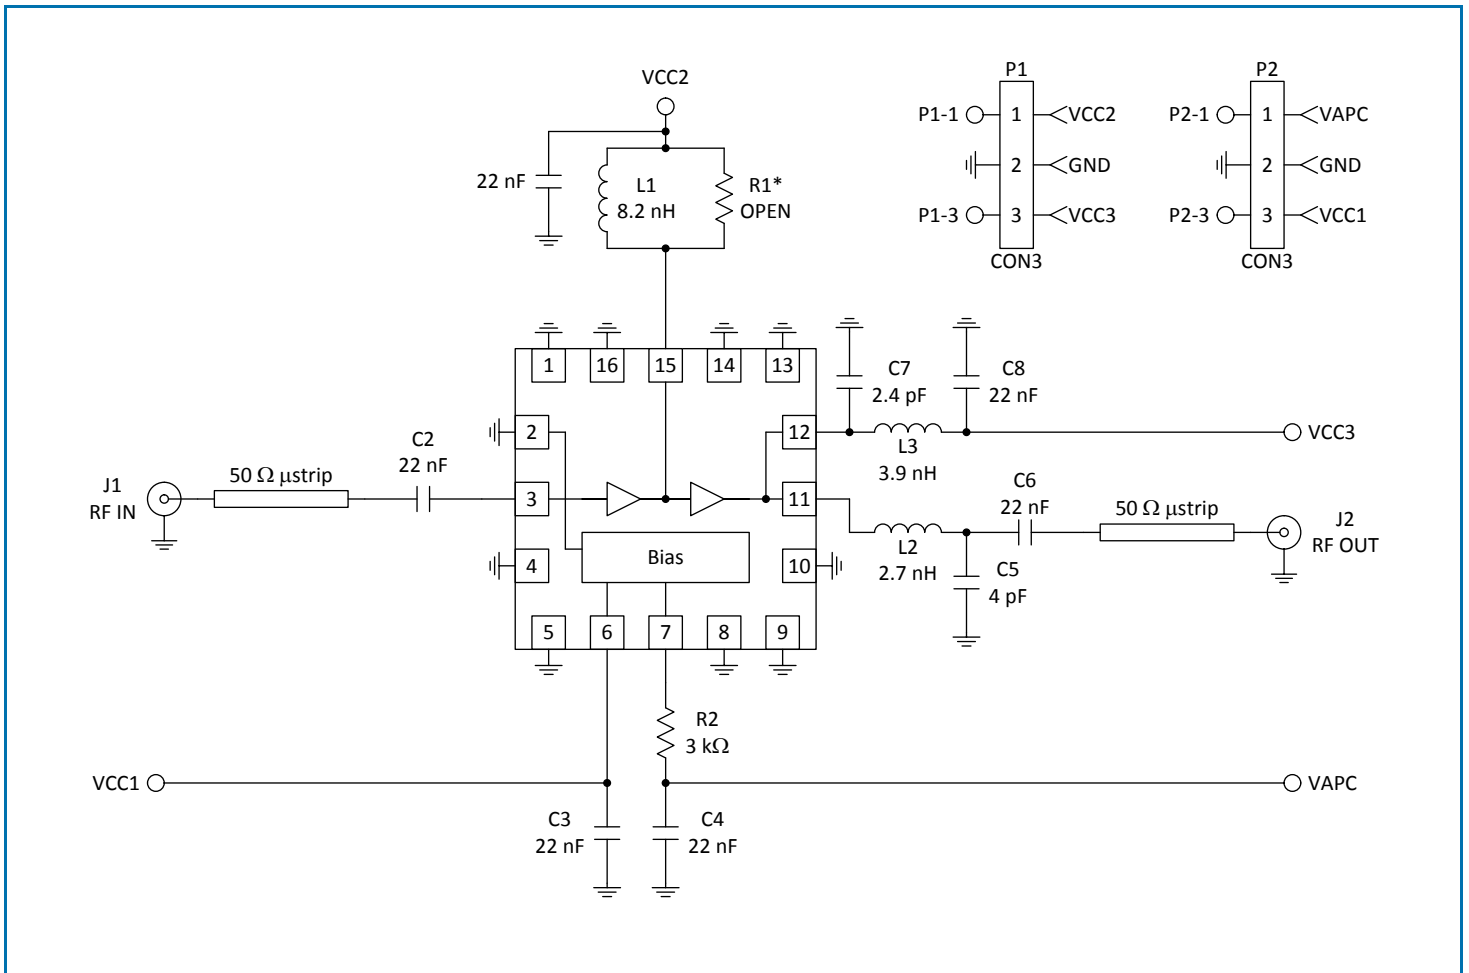 VCC2
22 nF
L1
8.2 nH
R1*
OPEN
P1
P1-1
1
VCC2
2
GND
P1-3
3
VCC3
CON3
P2
P2-1
1
VAPC
2
GND
P2-3
3
VCC1
CON3
1
16
15
14
13
2
3
4
12
11
10
5
6
7
8
9
Bias
J1
RF IN
50 Ω μstrip
C2
22 nF
C7
2.4 pF
C8
22 nF
L3
3.9 nH
VCC3
L2
2.7 nH
C6
22 nF
C5
4 pF
50 Ω μstrip
J2
RF OUT
R2
3 kΩ
VCC1
VAPC
C3
22 nF
C4
22 nF